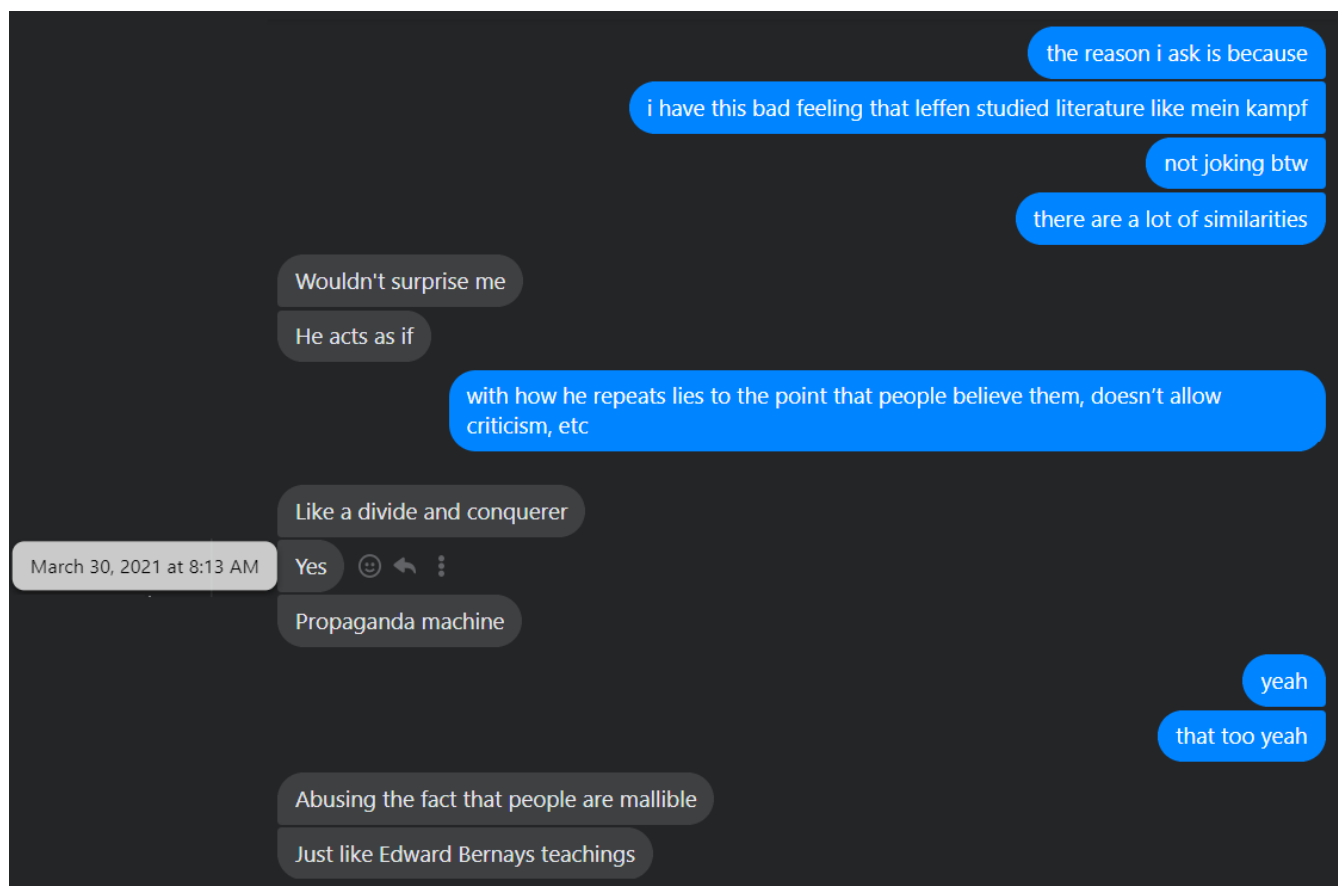 the reason i ask is because
i have this bad feeling that leffen studied literature like mein kampf
not joking btw
there are a lot of similarities
Wouldn't surprise me
He acts as if
with how he repeats lies to the point that people believe them, doesn’t allow
criticism, etc
Like a divide and conquerer
March 30, 2021 at 8:13 AM
Yes
Propaganda machine
yeah
that too yeah
Abusing the fact that people are mallible
Just like Edward Bernays teachings